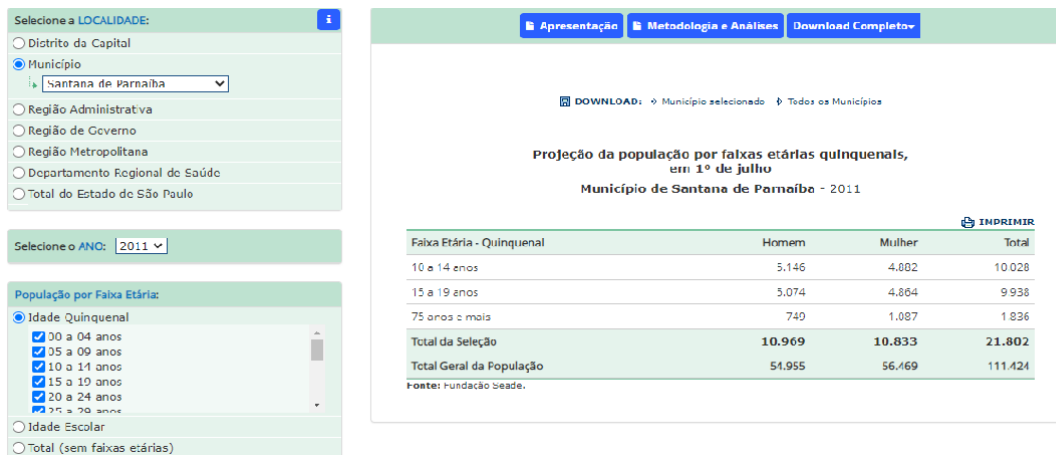 Selecione a LOCALIDADE:
i
Distrito da Capital
Município
Santana de Parnaíba
Região Administrativa
Região de Governo
Região Metropolitana
Departamento Regional de Saúde
Total do Estado de São Paulo
Selecione o ANO: 2011
População por Faixa Etária:
Idade Quinquenal
00 a 04 anos
05 a 09 anos
10 a 14 anos
15 a 19 anos
20 a 24 anos
25 a 29 anos
Idade Escolar
Total (sem faixas etárias)
Apresentação Metodologia e Análises Download Completo
DOWNLOAD: Município selecionado Todos os Municípios
Projeção da população por faixas etárias quinquenais,
em 1º de julho
Município de Santana de Parnaíba - 2011
IMPRIMIR
Faixa Etária - Quinquenal Homem Mulher Total
10 a 14 anos 5.146 4.882 10.028
15 a 19 anos 5.074 4.864 9.938
75 anos e mais 749 1.087 1.836
Total da Seleção 10.969 10.833 21.802
Total Geral da População 54.955 56.469 111.424
Fonte: Fundação Seade.